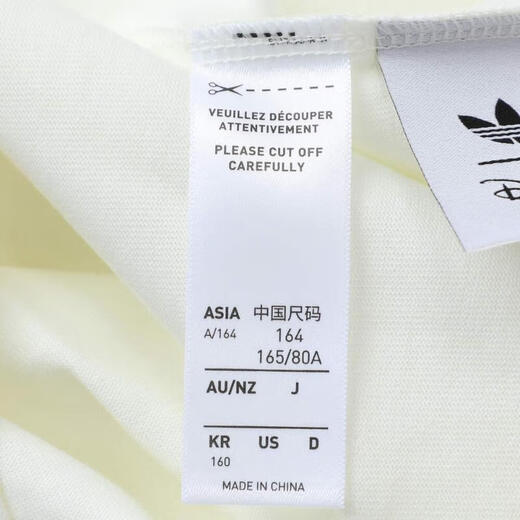 VEUILLEZ DÉCOUPER
ATTENTIVEMENT
PLEASE CUT OFF
CAREFULLY
ASIA 中国尺码
A/164 164
165/80A
AU/NZ J
KR US D
160
MADE IN CHINA